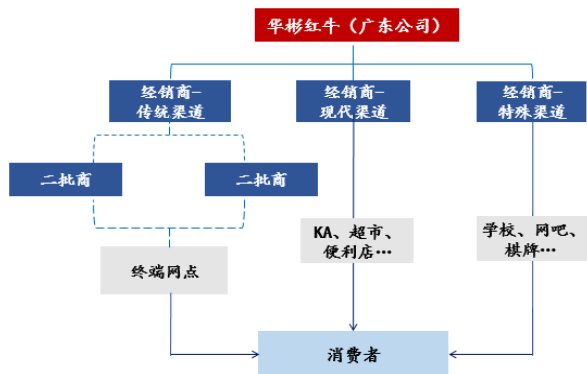 华彬红牛（广东公司）
经销商-
传统渠道
经销商-
现代渠道
经销商-
特殊渠道
二批商
二批商
终端网点
KA、超市、
便利店…
学校、网吧、
棋牌…
消费者